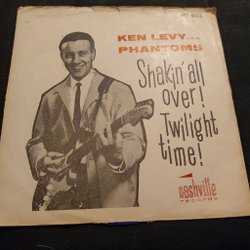 KEN LEVY
PHANTOMS
Shakin' all
over!
Twilight
time!
nashville
records